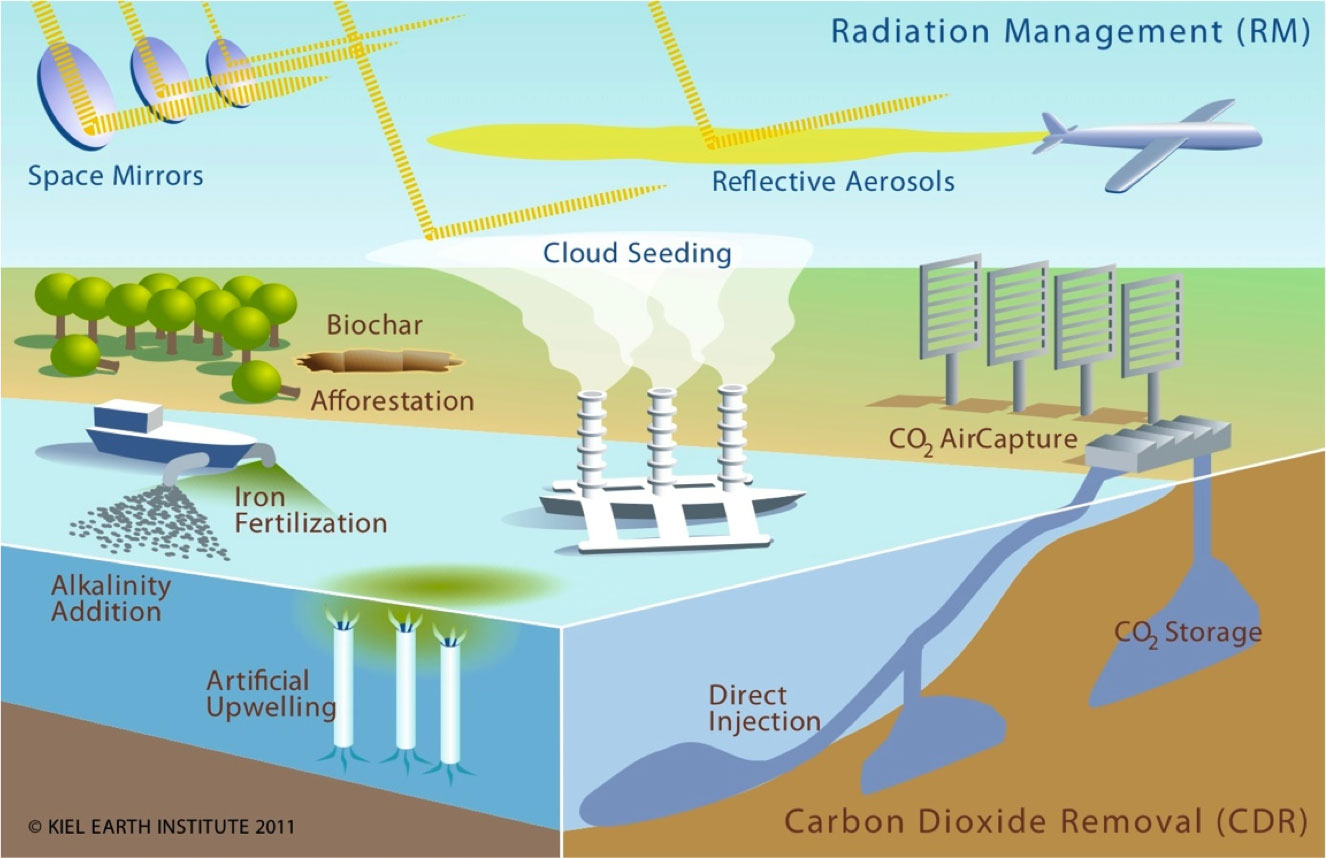 Radiation Management (RM)
Space Mirrors
Reflective Aerosols
Cloud Seeding
Biochar
Afforestation
CO₂ AirCapture
Iron
Fertilization
Alkalinity
Addition
CO₂ Storage
Artificial
Upwelling
Direct
Injection
© KIEL EARTH INSTITUTE 2011
Carbon Dioxide Removal (CDR)